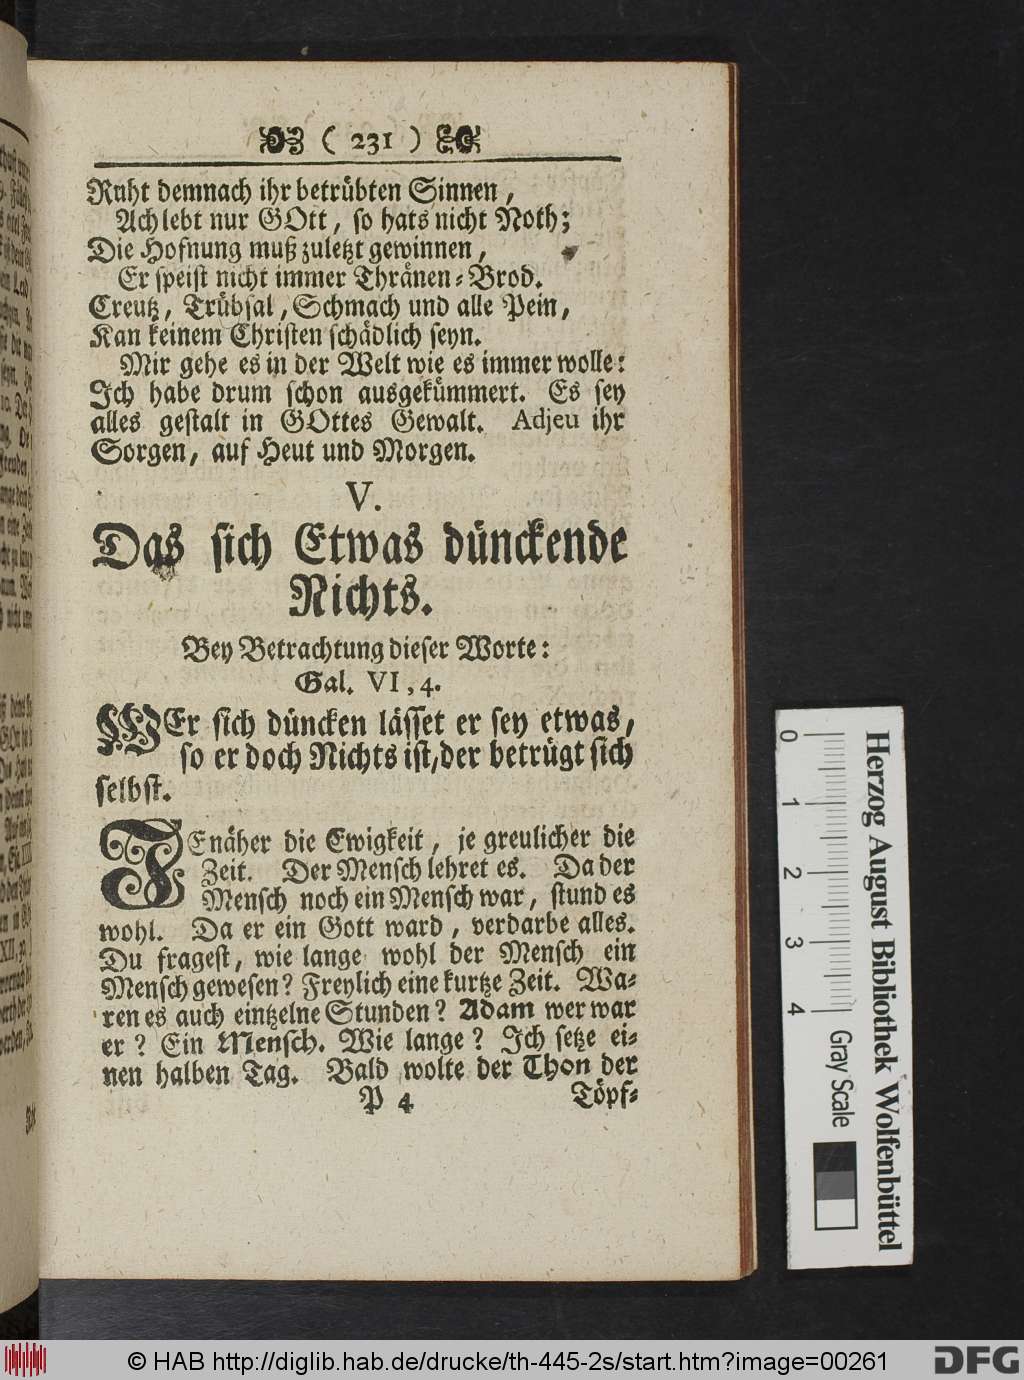 ( 231 )
Ruht demnach ihr betrübten Sinnen,
Ach lebt nur GOtt, so hats nicht Noth;
Die Hofnung muß zuletzt gewinnen,
Er speist nicht immer Thränen-Brod.
Creutz, Trübsal, Schmach und alle Pein,
Kan keinem Christen schädlich seyn.
Mir gehe es in der Welt wie es immer wolle:
Ich habe drum schon ausgekümmert. Es sey
alles gestalt in GOttes Gewalt. Adjeu ihr
Sorgen, auf Heut und Morgen.
V.
Das sich Etwas dünckende
Nichts.
Bey Betrachtung dieser Worte:
Gal. VI, 4.
WEr sich düncken lässet er sey etwas,
so er doch Nichts ist, der betrügt sich
selbst.
JE näher die Ewigkeit, je greulicher die
Zeit. Der Mensch lehret es. Da der
Mensch noch ein Mensch war, stund es
wohl. Da er ein Gott ward, verdarbe alles.
Du fragest, wie lange wohl der Mensch ein
Mensch gewesen? Freylich eine kurtze Zeit. Wa-
ren es auch eintzelne Stunden? Adam wer war
er? Ein Mensch. Wie lange? Ich setze ei-
nen halben Tag. Bald wolte der Thon der
P 4 Töpf-
0 1 2 3 4 Gray Scale
Herzog August Bibliothek Wolfenbüttel
© HAB http://diglib.hab.de/drucke/th-445-2s/start.htm?image=00261
DFG